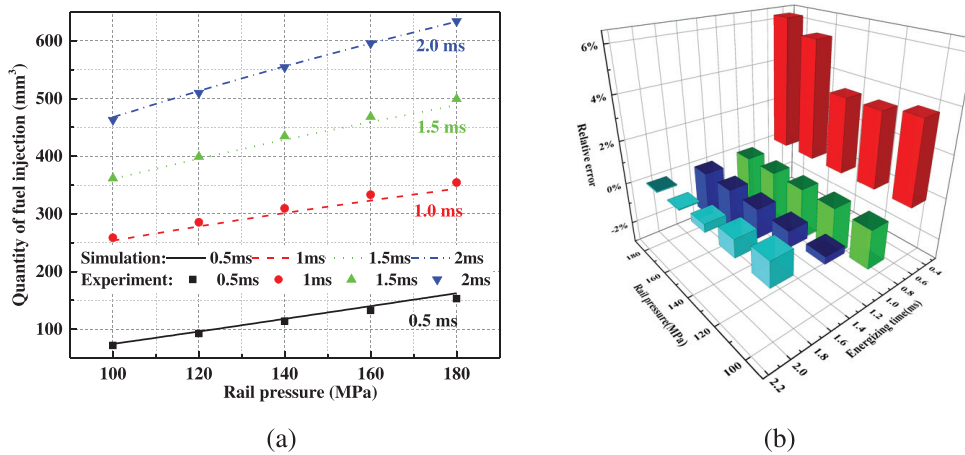 Quantity of fuel injection (mm³)
600
500
400
300
200
100
2.0 ms
1.5 ms
1.0 ms
Simulation: 0.5ms 1ms 1.5ms 2ms
Experiment: 0.5ms 1ms 1.5ms 2ms
0.5 ms
100 120 140 160 180
Rail pressure (MPa)
(a)
Relative error
6%
4%
2%
0%
-2%
180
160
140
120
100
Rail pressure(MPa)
2.2
2.0
1.8
1.6
1.4
1.2
1.0
0.8
0.6
0.4
Energizing time(ms)
(b)